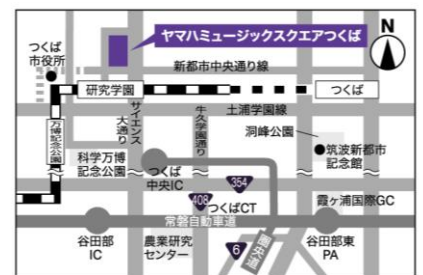 ヤマハミュージックスクエアつくば
N
つくば
市役所
新都市中央通り線
研究学園
つくば
土浦学園線
万博記念公園
サイエンス
大通り
牛久学園通り
洞峰公園
筑波新都市
記念館
科学万博
記念公園
つくば
中央IC
354
408
つくばCT
霞ヶ浦国際GC
常磐自動車道
谷田部
IC
農業研究
センター
6
圏央道
谷田部東
PA